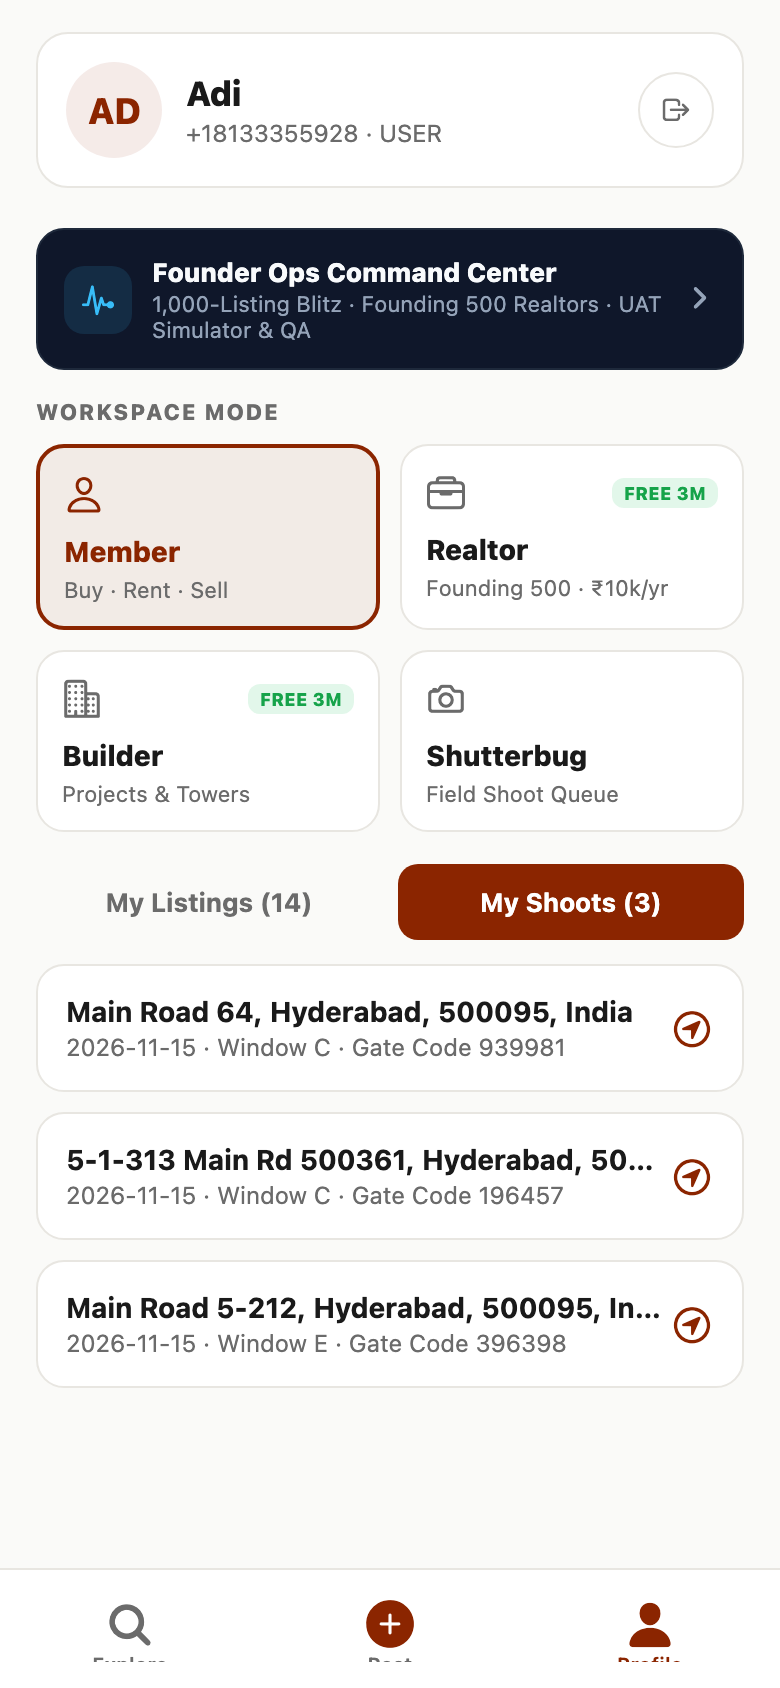 AD
Adi
+18133355928 · USER
Founder Ops Command Center
1,000-Listing Blitz · Founding 500 Realtors · UAT
Simulator & QA
WORKSPACE MODE
Member
Buy · Rent · Sell
FREE 3M
Realtor
Founding 500 · ₹10k/yr
FREE 3M
Builder
Projects & Towers
Shutterbug
Field Shoot Queue
My Listings (14)
My Shoots (3)
Main Road 64, Hyderabad, 500095, India
2026-11-15 · Window C · Gate Code 939981
5-1-313 Main Rd 500361, Hyderabad, 50...
2026-11-15 · Window C · Gate Code 196457
Main Road 5-212, Hyderabad, 500095, In...
2026-11-15 · Window E · Gate Code 396398
Explore
Post
Profile